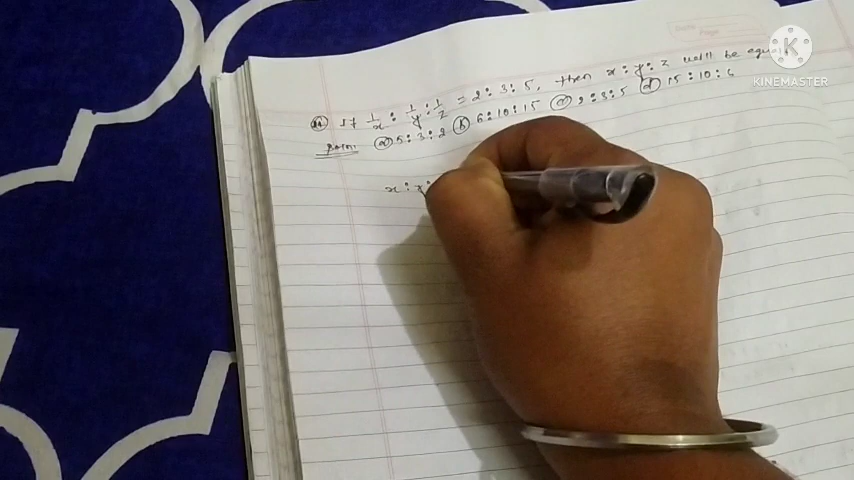 If 1/x : 1/y : 1/z = 2 : 3 : 5, then x : y : z will be equal
(a) 5 : 3 : 2 (b) 6 : 10 : 15 (c) 2 : 3 : 5 (d) 15 : 10 : 6
x : y :
K
KINEMASTER
Page